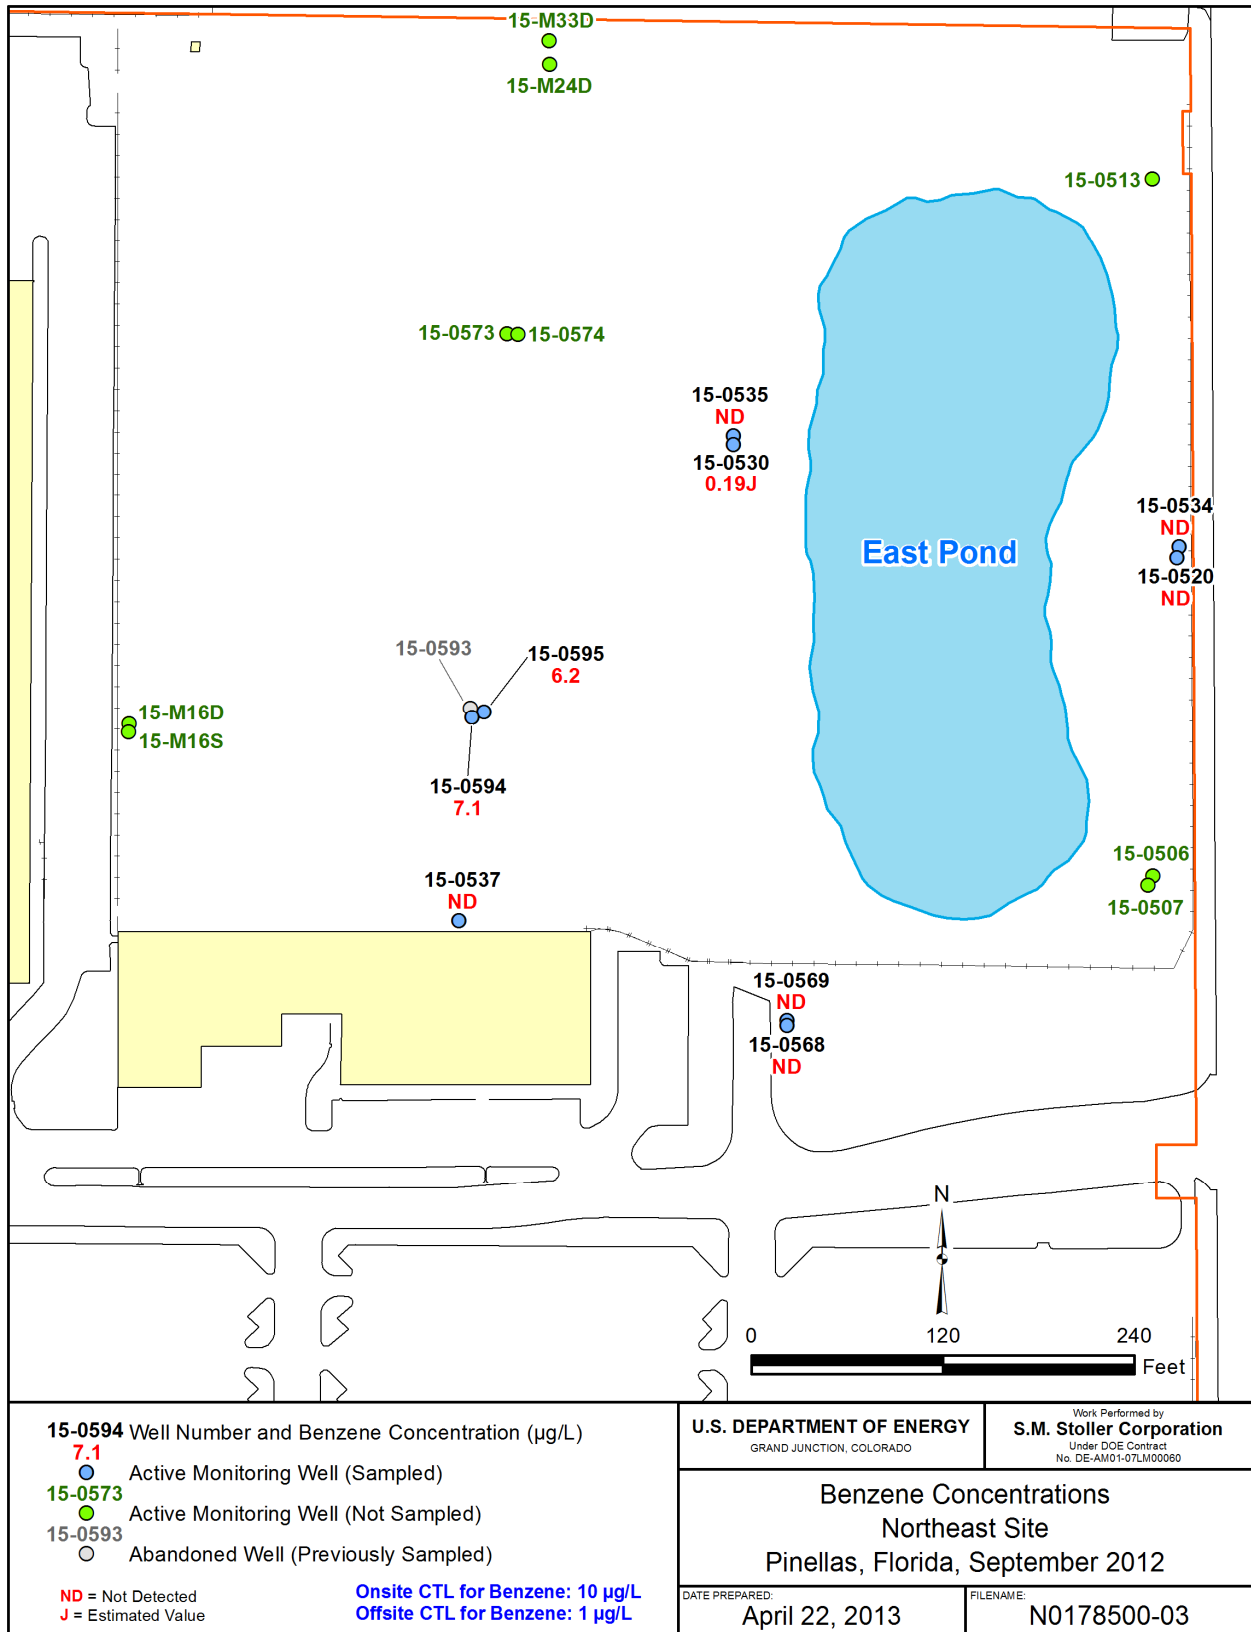 15-M33D
15-M24D
15-0513
15-0573
15-0574
15-0535
ND
15-0530
0.19J
15-0534
ND
15-0520
ND
East Pond
15-0593
15-0595
6.2
15-M16D
15-M16S
15-0594
7.1
15-0506
15-0507
15-0537
ND
15-0569
ND
15-0568
ND
N
0 120 240
Feet
15-0594 Well Number and Benzene Concentration (µg/L)
7.1
Active Monitoring Well (Sampled)
15-0573
Active Monitoring Well (Not Sampled)
15-0593
Abandoned Well (Previously Sampled)
ND = Not Detected
J = Estimated Value
Onsite CTL for Benzene: 10 µg/L
Offsite CTL for Benzene: 1 µg/L
U.S. DEPARTMENT OF ENERGY
GRAND JUNCTION, COLORADO
Work Performed by
S.M. Stoller Corporation
Under DOE Contract
No. DE-AM01-07LM00060
Benzene Concentrations
Northeast Site
Pinellas, Florida, September 2012
DATE PREPARED:
April 22, 2013
FILENAME:
N0178500-03